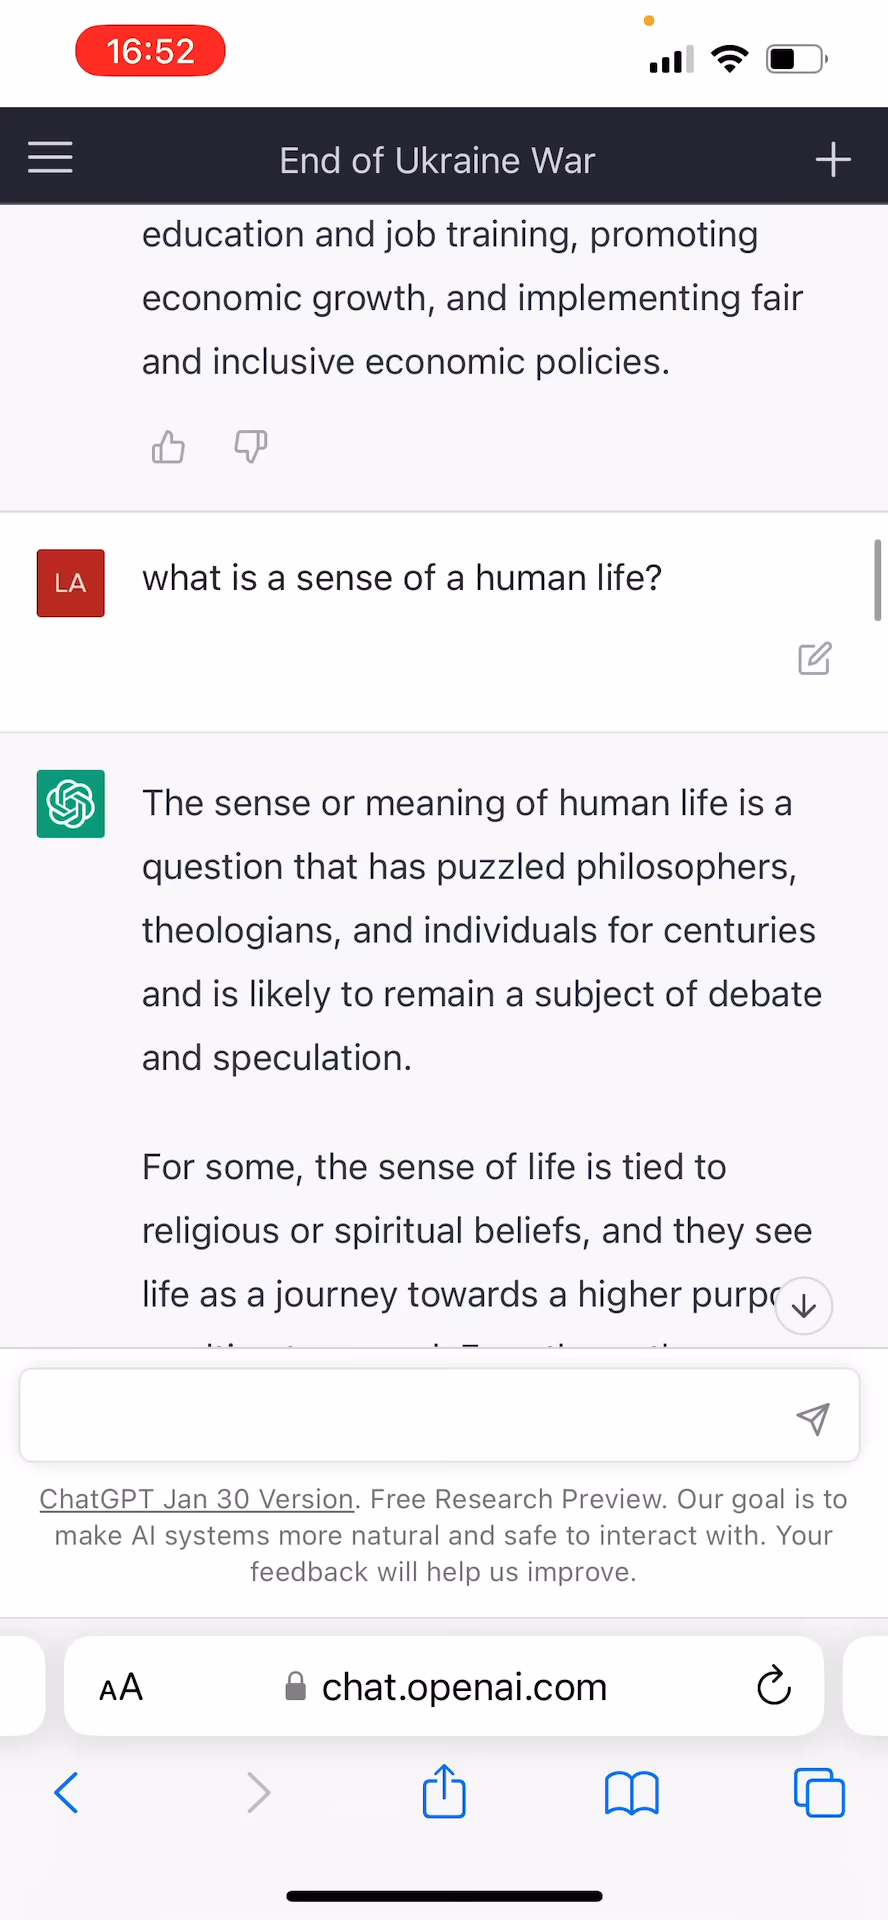 16:52
End of Ukraine War
education and job training, promoting
economic growth, and implementing fair
and inclusive economic policies.
LA
what is a sense of a human life?
The sense or meaning of human life is a
question that has puzzled philosophers,
theologians, and individuals for centuries
and is likely to remain a subject of debate
and speculation.
For some, the sense of life is tied to
religious or spiritual beliefs, and they see
life as a journey towards a higher
ChatGPT Jan 30 Version. Free Research Preview. Our goal is to
make AI systems more natural and safe to interact with. Your
feedback will help us improve.
AA
chat.openai.com